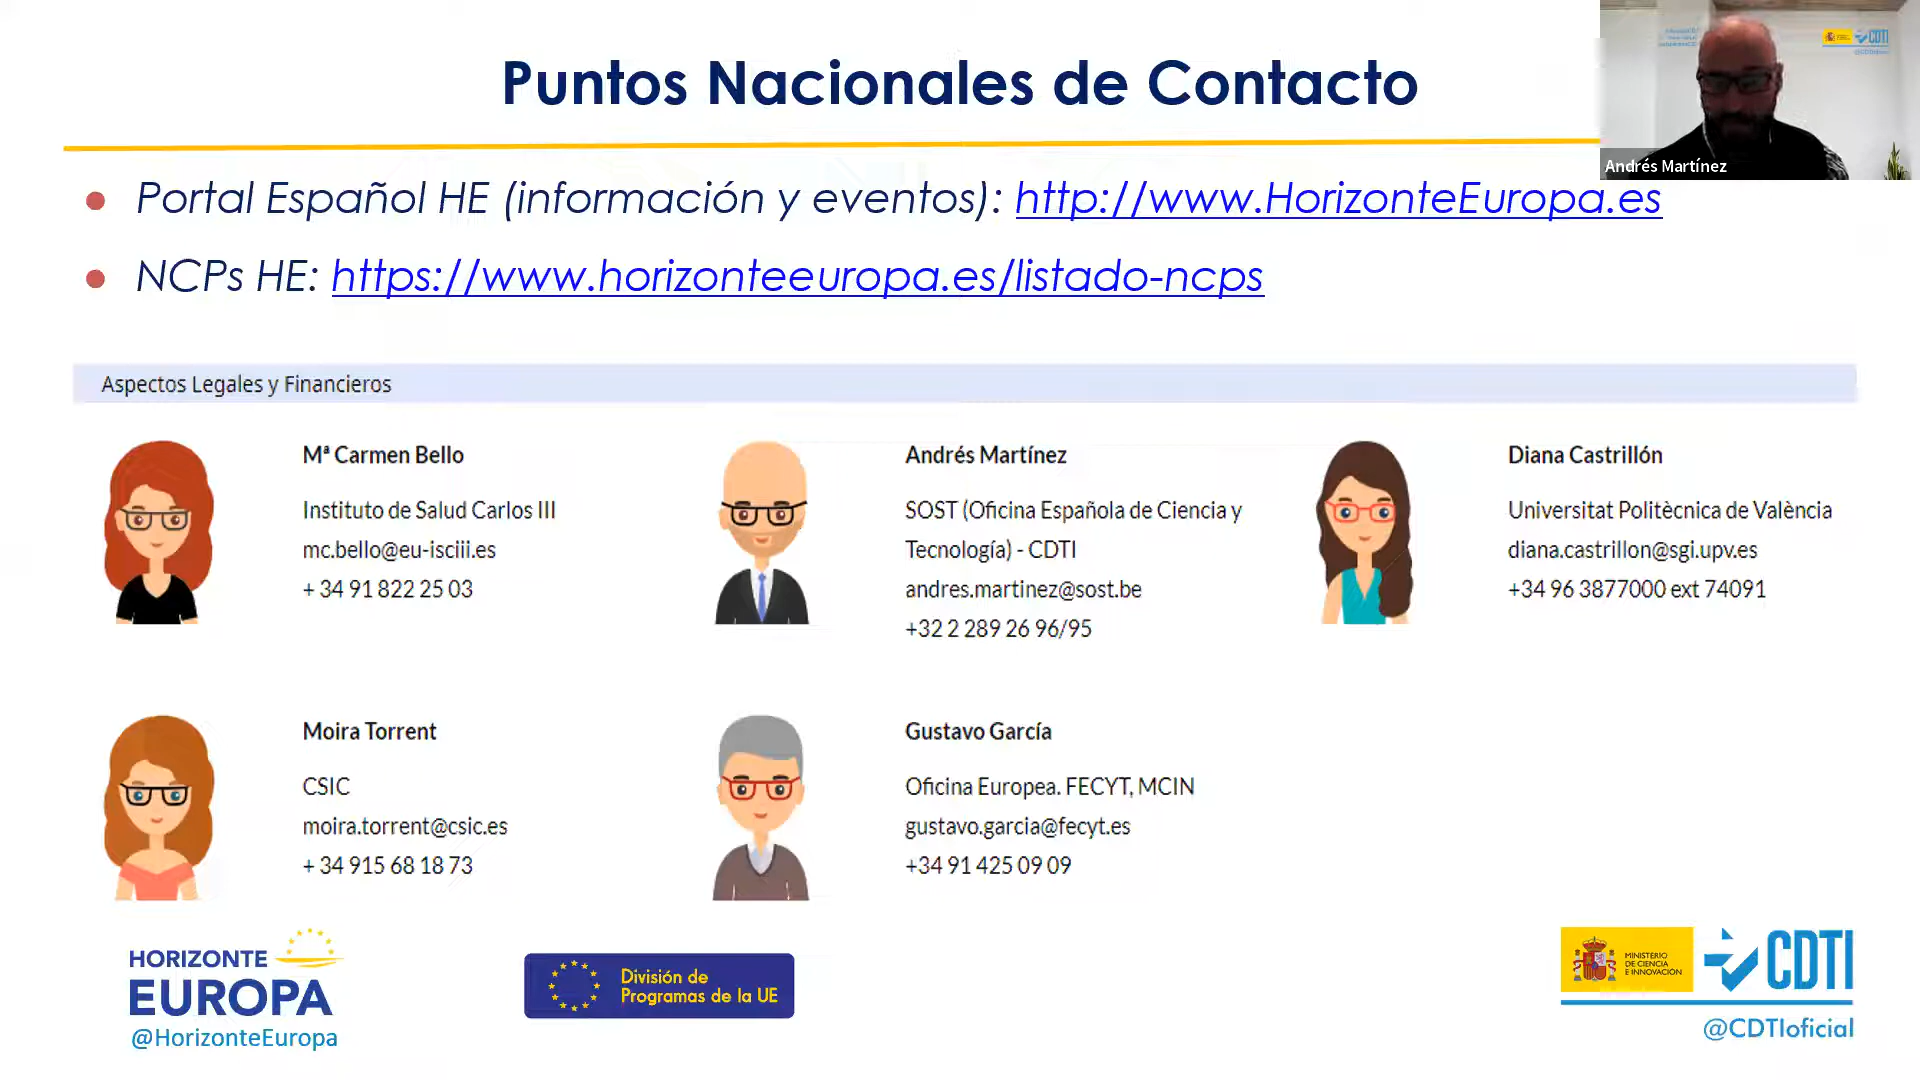 Puntos Nacionales de Contacto
CDTI
Andrés Martínez
• Portal Español HE (información y eventos): http://www.HorizonteEuropa.es
• NCPs HE: https://www.horizonteeuropa.es/listado-ncps
Aspectos Legales y Financieros
Mª Carmen Bello
Instituto de Salud Carlos III
mc.bello@eu-isciii.es
+ 34 91 822 25 03
Andrés Martínez
SOST (Oficina Española de Ciencia y
Tecnología) - CDTI
andres.martinez@sost.be
+32 2 289 26 96/95
Diana Castrillón
Universitat Politècnica de València
diana.castrillon@sgi.upv.es
+34 96 3877000 ext 74091
Moira Torrent
CSIC
moira.torrent@csic.es
+ 34 915 68 18 73
Gustavo García
Oficina Europea. FECYT, MCIN
gustavo.garcia@fecyt.es
+34 91 425 09 09
HORIZONTE
EUROPA
@HorizonteEuropa
División de
Programas de la UE
MINISTERIO
DE CIENCIA
E INNOVACIÓN
CDTI
@CDTIoficial